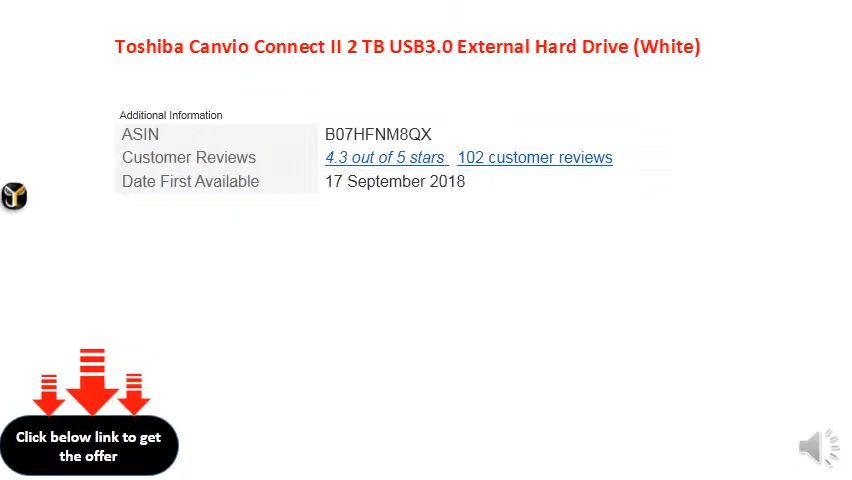 Toshiba Canvio Connect II 2 TB USB3.0 External Hard Drive (White)
Additional Information
ASIN B07HFNM8QX
Customer Reviews 4.3 out of 5 stars 102 customer reviews
Date First Available 17 September 2018
Click below link to get
the offer